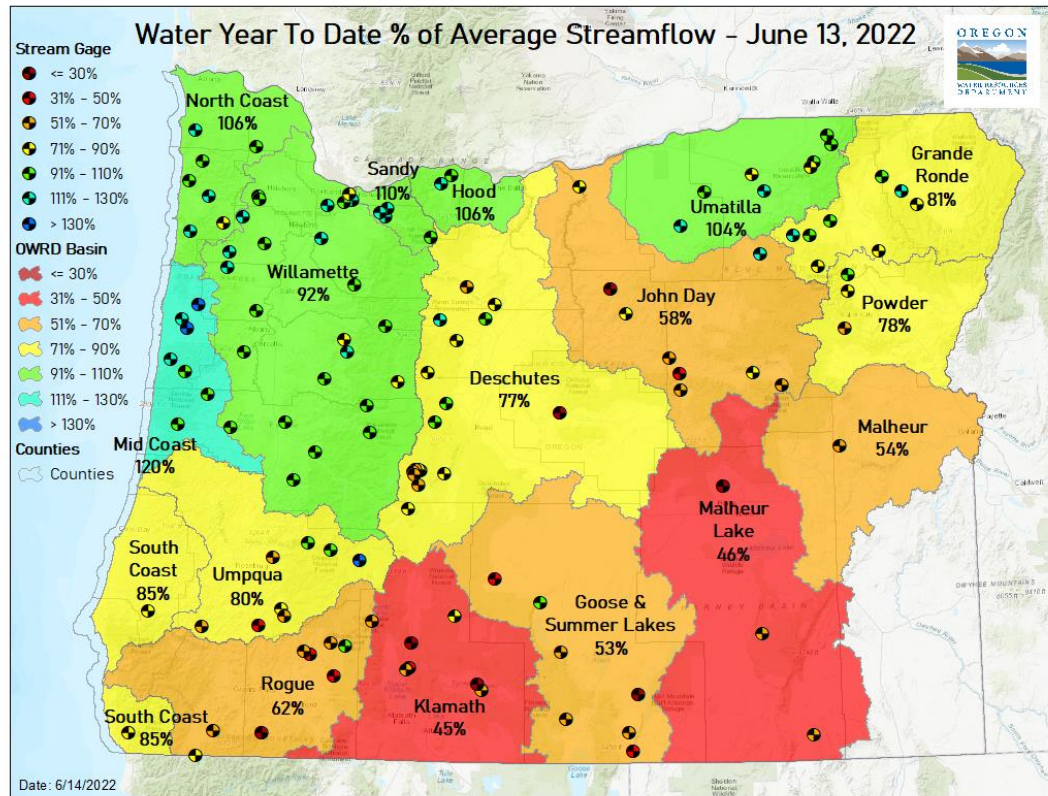 Water Year To Date % of Average Streamflow - June 13, 2022
OREGON
WATER RESOURCES
DEPARTMENT
Stream Gage
<= 30%
31% - 50%
51% - 70%
71% - 90%
91% - 110%
111% - 130%
> 130%
OWRD Basin
<= 30%
31% - 50%
51% - 70%
71% - 90%
91% - 110%
111% - 130%
> 130%
Counties
Counties
North Coast
106%
Sandy
110%
Hood
106%
Umatilla
104%
Grande
Ronde
81%
Willamette
92%
John Day
58%
Powder
78%
Deschutes
77%
Mid Coast
120%
Malheur
54%
Malheur
Lake
46%
South
Coast
85%
Umpqua
80%
Goose &
Summer Lakes
53%
Rogue
62%
Klamath
45%
South Coast
85%
Date: 6/14/2022